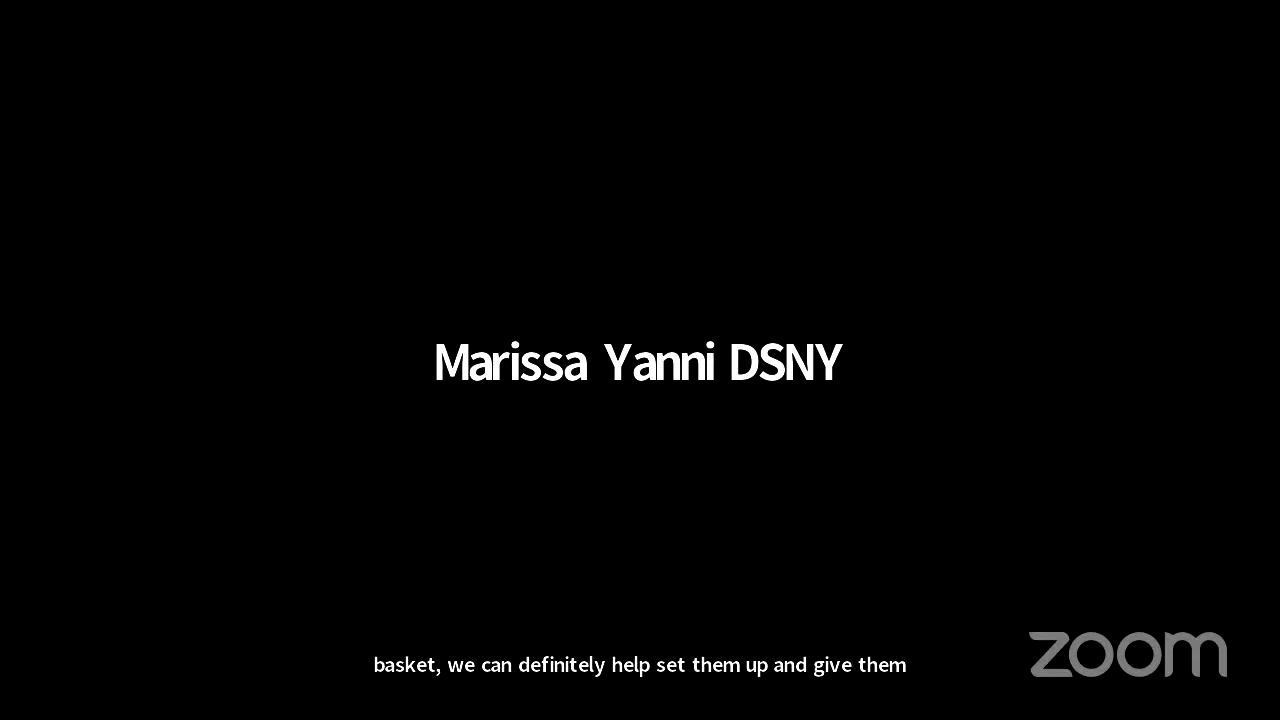 Marissa Yanni DSNY
basket, we can definitely help set them up and give them
zoom